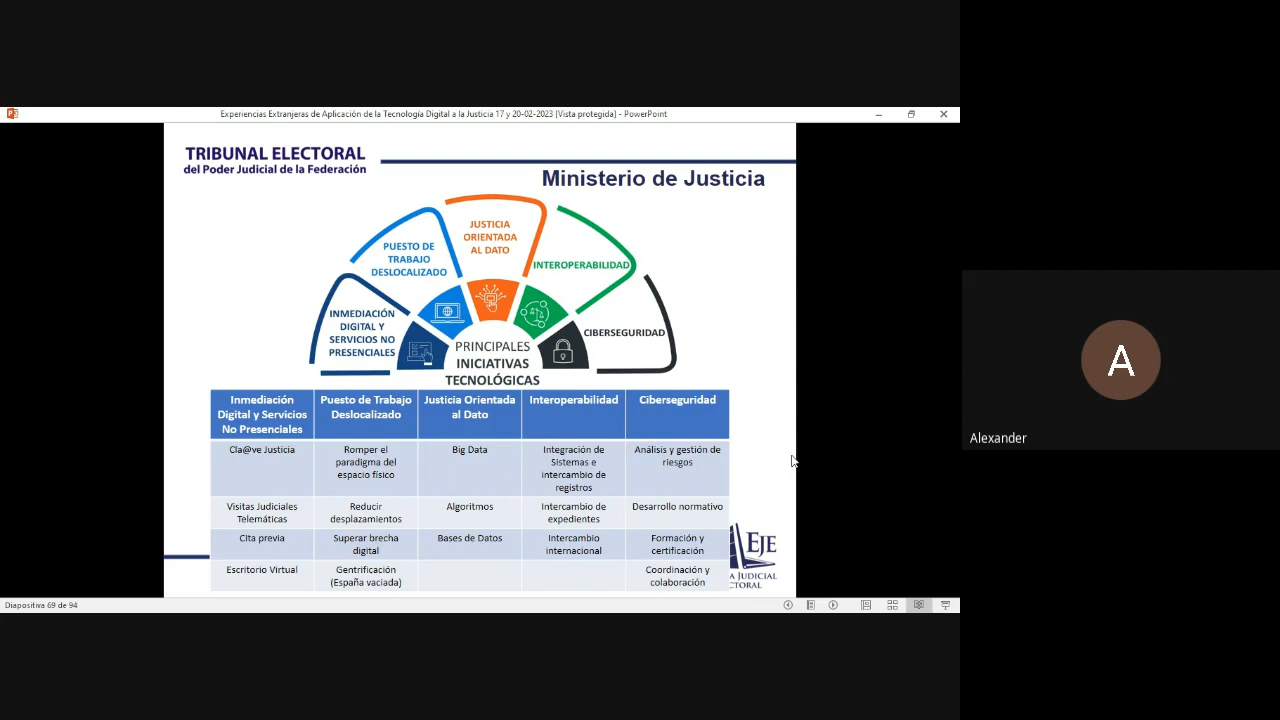 Experiencias Extranjeras de Aplicación de la Tecnología Digital a la Justicia 17 y 20-02-2023 [Vista protegida] - PowerPoint
TRIBUNAL ELECTORAL
del Poder Judicial de la Federación
Ministerio de Justicia
INMEDIACIÓN
DIGITAL Y
SERVICIOS NO
PRESENCIALES
PUESTO DE
TRABAJO
DESLOCALIZADO
JUSTICIA
ORIENTADA
AL DATO
INTEROPERABILIDAD
CIBERSEGURIDAD
PRINCIPALES
INICIATIVAS
TECNOLÓGICAS
Inmediación
Digital y Servicios
No Presenciales
Puesto de Trabajo
Deslocalizado
Justicia Orientada
al Dato
Interoperabilidad
Ciberseguridad
Cla@ve Justicia
Romper el
paradigma del
espacio físico
Big Data
Integración de
Sistemas e
intercambio de
registros
Análisis y gestión de
riesgos
Visitas Judiciales
Telemáticas
Reducir
desplazamientos
Algoritmos
Intercambio de
expedientes
Desarrollo normativo
Cita previa
Superar brecha
digital
Bases de Datos
Intercambio
internacional
Formación y
certificación
Escritorio Virtual
Gentrificación
(España vaciada)
Coordinación y
colaboración
EJE
A JUDICIAL
CTORAL
Diapositiva 69 de 94
A
Alexander